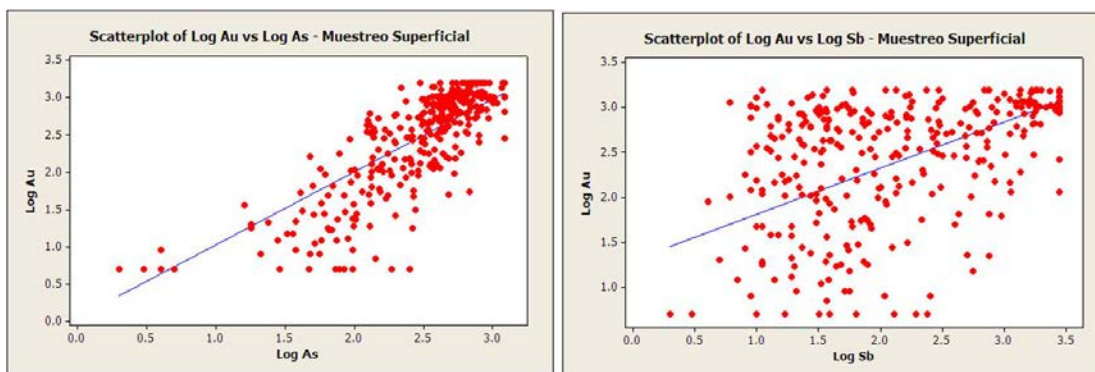 Scatterplot of Log Au vs Log As - Muestreo Superficial
3.5
3.0
2.5
2.0
1.5
1.0
0.5
0.0
Log Au
0.0 0.5 1.0 1.5 2.0 2.5 3.0
Log As
Scatterplot of Log Au vs Log Sb - Muestreo Superficial
3.5
3.0
2.5
2.0
1.5
1.0
Log Au
0.0 0.5 1.0 1.5 2.0 2.5 3.0 3.5
Log Sb